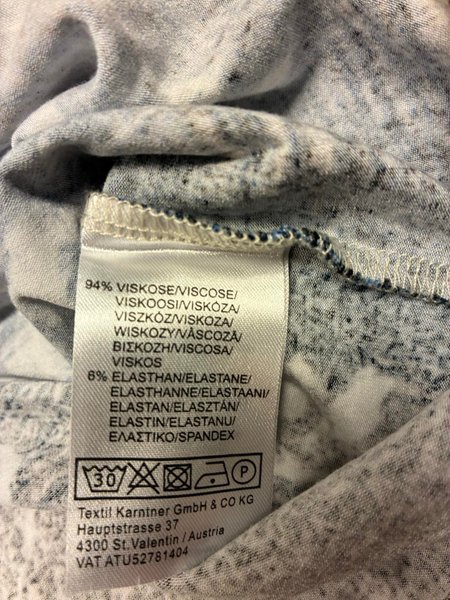 94% VISKOSE/VISCOSE/
VISKOOSI/VISKÓZA/
VISZKÓZ/VISKOZA/
WISKOZY/VÂSCOZĂ/
ΒΙΣΚΟΖΗ/VISCOSA/
VISKOS
6% ELASTHAN/ELASTANE/
ELASTHANNE/ELASTAANI/
ELASTAN/ELASZTÁN/
ELASTIN/ELASTANU/
ΕΛΑΣΤΙΚΟ/SPANDEX
30 P
Textil Karntner GmbH & CO KG
Hauptstrasse 37
4300 St.Valentin / Austria
VAT ATU52781404